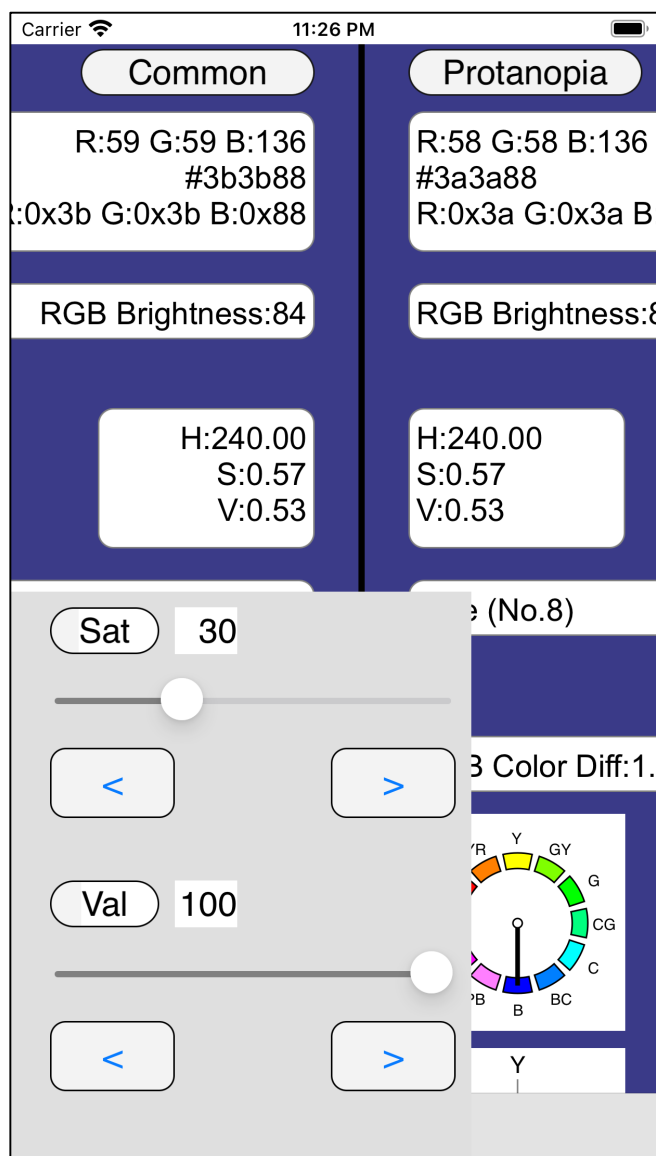 Carrier
11:26 PM
Common
Protanopia
R:59 G:59 B:136
#3b3b88
:0x3b G:0x3b B:0x88
R:58 G:58 B:136
#3a3a88
R:0x3a G:0x3a B
RGB Brightness:84
RGB Brightness:8
H:240.00
S:0.57
V:0.53
H:240.00
S:0.57
V:0.53
(No.8)
Sat 30
< >
Color Diff:1.
Val 100
< >
YR Y GY
G
CG
C
PB B BC
Y